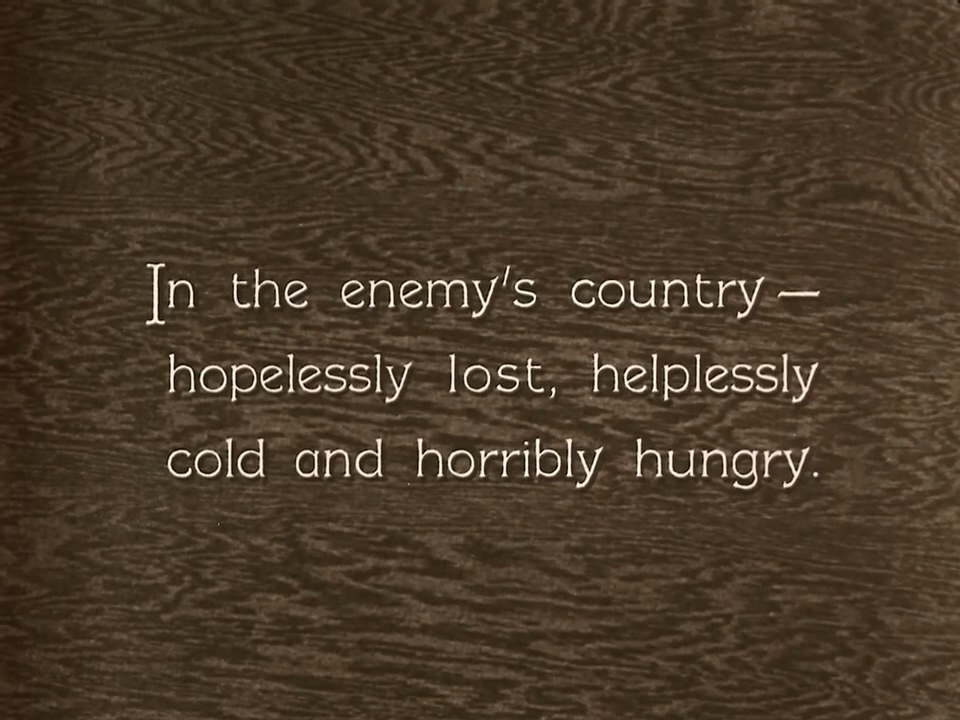 In the enemy's country —
hopelessly lost, helplessly
cold and horribly hungry.